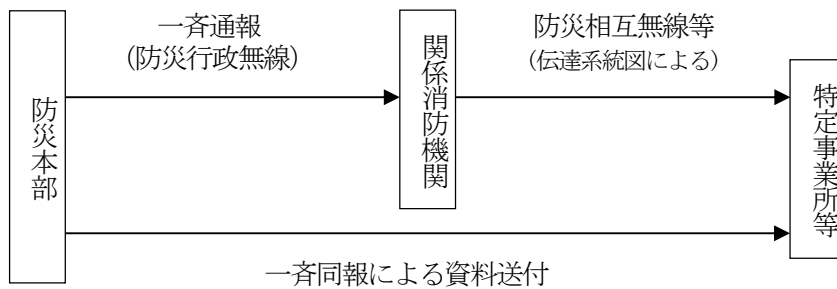 一斉通報
(防災行政無線)
防災相互無線等
(伝達系統図による)
防災本部
関係消防機関
特定事業所等
一斉同報による資料送付